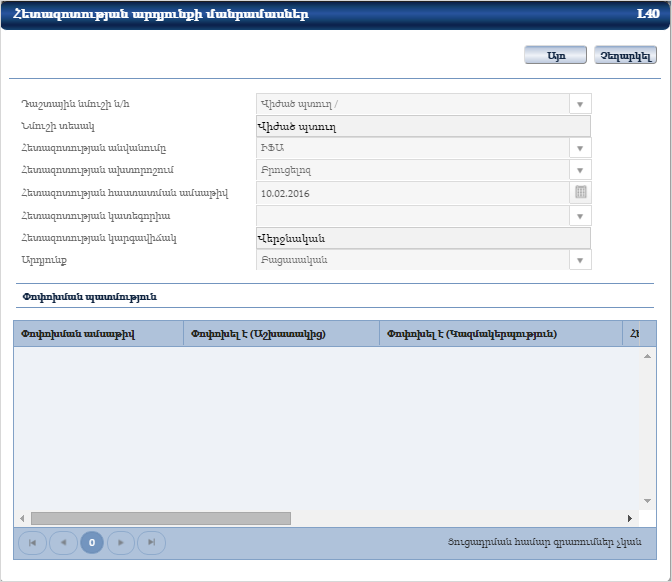 Հետազոտության արդյունքի մանրամասներ L40
Այո Չեղարկել
Դաշտային նմուշի ն/հ Վիժած պտուղ /
Նմուշի տեսակ Վիժած պտուղ
Հետազոտության անվանումը ԻՖԱ
Հետազոտության ախտորոշում Բրուցելոզ
Հետազոտության հաստատման ամսաթիվ 10.02.2016
Հետազոտության կատեգորիա
Հետազոտության կարգավիճակ Վերջնական
Արդյունք Բացասական
Փոփոխման պատմություն
Փոփոխման ամսաթիվ Փոփոխել է (Աշխատակից) Փոփոխել է (Կազմակերպություն)
0 Ցուցադրման համար գրառումներ չկան